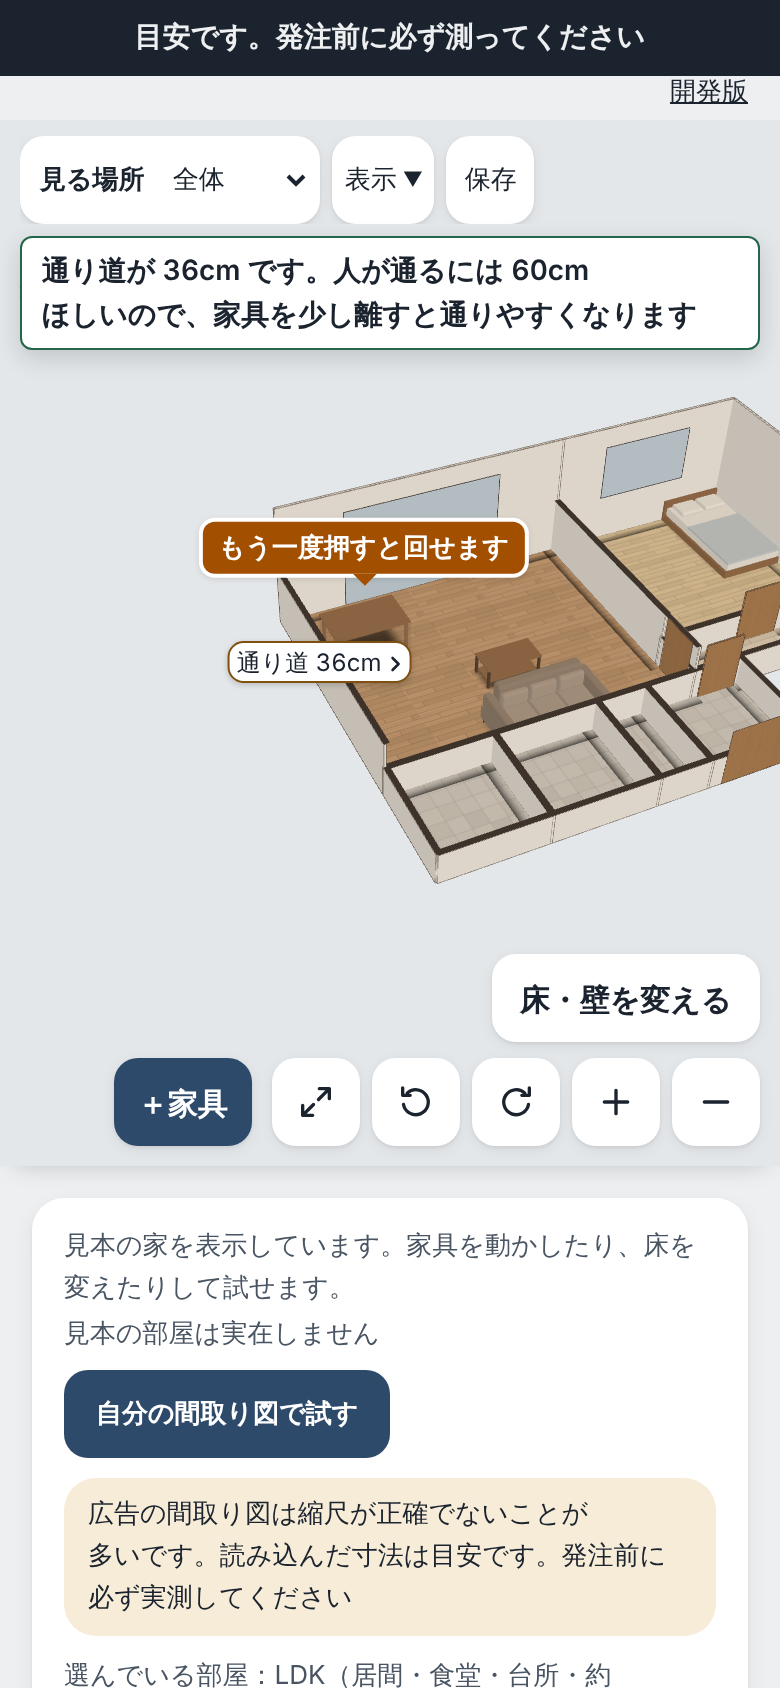 目安です。発注前に必ず測ってください
開発版
見る場所 全体
表示▼
保存
通り道が 36cm です。人が通るには 60cm
ほしいので、家具を少し離すと通りやすくなります
もう一度押すと回せます
通り道 36cm
床・壁を変える
+家具
見本の家を表示しています。家具を動かしたり、床を
変えたりして試せます。
見本の部屋は実在しません
自分の間取り図で試す
広告の間取り図は縮尺が正確でないことが
多いです。読み込んだ寸法は目安です。発注前に
必ず実測してください
選んでいる部屋：LDK（居間・食堂・台所・約